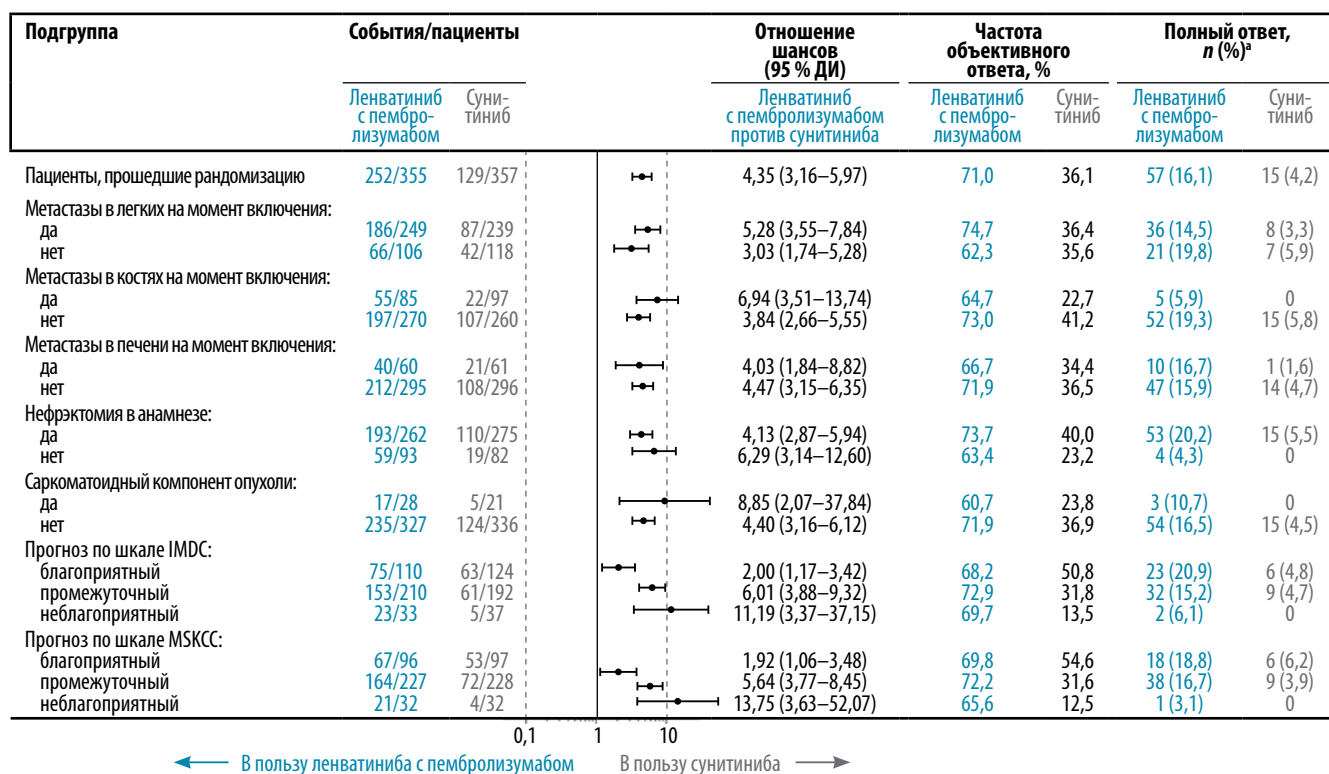 Подгруппа События/пациенты Отношение шансов (95 % ДИ) Частота объективного ответа, % Полный ответ, n (%)ª
Ленватиниб с пембро-лизумабом Суни-тиниб Ленватиниб с пембролизумабом против сунитиниба Ленватиниб с пембро-лизумабом Суни-тиниб Ленватиниб с пембро-лизумабом Суни-тиниб
Пациенты, прошедшие рандомизацию 252/355 129/357 4,35 (3,16–5,97) 71,0 36,1 57 (16,1) 15 (4,2)
Метастазы в легких на момент включения:
да 186/249 87/239 5,28 (3,55–7,84) 74,7 36,4 36 (14,5) 8 (3,3)
нет 66/106 42/118 3,03 (1,74–5,28) 62,3 35,6 21 (19,8) 7 (5,9)
Метастазы в костях на момент включения:
да 55/85 22/97 6,94 (3,51–13,74) 64,7 22,7 5 (5,9) 0
нет 197/270 107/260 3,84 (2,66–5,55) 73,0 41,2 52 (19,3) 15 (5,8)
Метастазы в печени на момент включения:
да 40/60 21/61 4,03 (1,84–8,82) 66,7 34,4 10 (16,7) 1 (1,6)
нет 212/295 108/296 4,47 (3,15–6,35) 71,9 36,5 47 (15,9) 14 (4,7)
Нефрэктомия в анамнезе:
да 193/262 110/275 4,13 (2,87–5,94) 73,7 40,0 53 (20,2) 15 (5,5)
нет 59/93 19/82 6,29 (3,14–12,60) 63,4 23,2 4 (4,3) 0
Саркоматоидный компонент опухоли:
да 17/28 5/21 8,85 (2,07–37,84) 60,7 23,8 3 (10,7) 0
нет 235/327 124/336 4,40 (3,16–6,12) 71,9 36,9 54 (16,5) 15 (4,5)
Прогноз по шкале IMDC:
благоприятный 75/110 63/124 2,00 (1,17–3,42) 68,2 50,8 23 (20,9) 6 (4,8)
промежуточный 153/210 61/192 6,01 (3,88–9,32) 72,9 31,8 32 (15,2) 9 (4,7)
неблагоприятный 23/33 5/37 11,19 (3,37–37,15) 69,7 13,5 2 (6,1) 0
Прогноз по шкале MSKCC:
благоприятный 67/96 53/97 1,92 (1,06–3,48) 69,8 54,6 18 (18,8) 6 (6,2)
промежуточный 164/227 72/228 5,64 (3,77–8,45) 72,2 31,6 38 (16,7) 9 (3,9)
неблагоприятный 21/32 4/32 13,75 (3,63–52,07) 65,6 12,5 1 (3,1) 0
0,1 1 10
В пользу ленватиниба с пембролизумабом В пользу сунитиниба